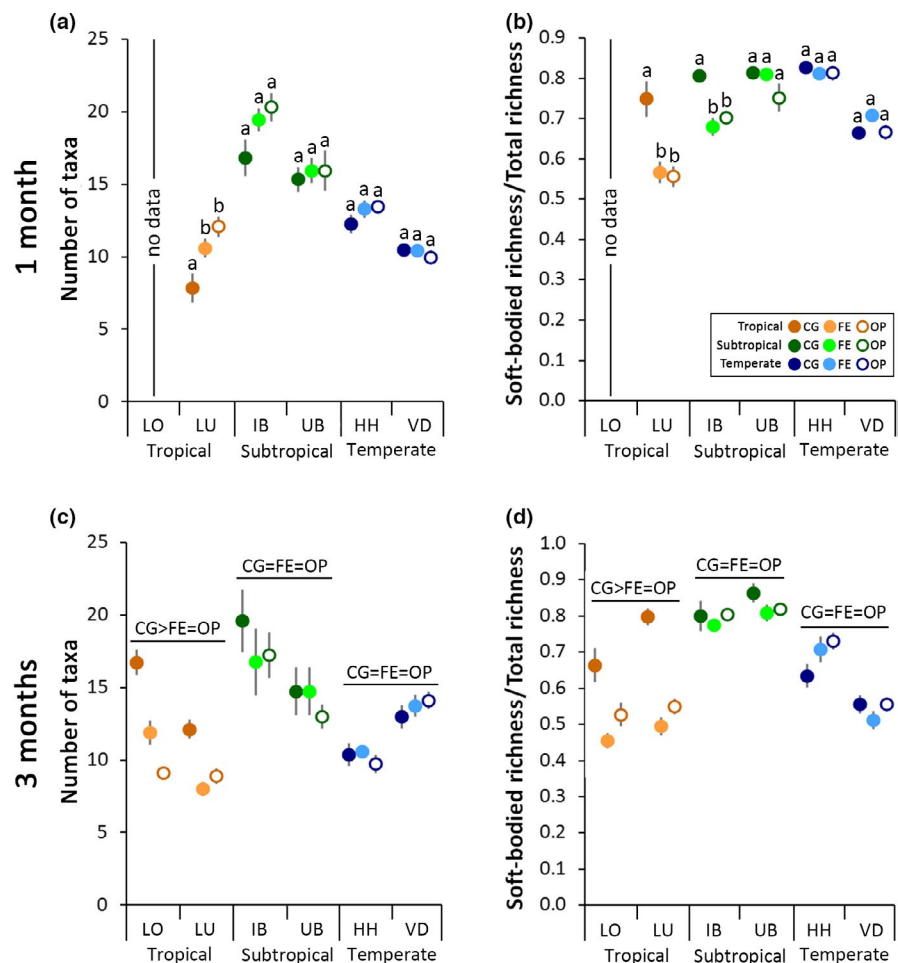 (a)
(b)
1 month
Number of taxa
25
20
15
10
5
0
no data
a
b
b
a
a
a
a
a
a
a
a
a
a
a
a
LO
LU
IB
UB
HH
VD
Tropical
Subtropical
Temperate
Soft-bodied richness/Total richness
0.9
0.8
0.7
0.6
0.5
0.4
0.3
0.2
0.1
0.0
no data
a
b
b
a
b
b
a
a
a
a
a
a
a
a
a
Tropical CG FE OP
Subtropical CG FE OP
Temperate CG FE OP
LO
LU
IB
UB
HH
VD
Tropical
Subtropical
Temperate
(c)
(d)
3 months
Number of taxa
25
20
15
10
5
0
CG>FE=OP
CG=FE=OP
CG=FE=OP
LO
LU
IB
UB
HH
VD
Tropical
Subtropical
Temperate
Soft-bodied richness/Total richness
1.0
0.9
0.8
0.7
0.6
0.5
0.4
0.3
0.2
0.1
0.0
CG>FE=OP
CG=FE=OP
CG=FE=OP
LO
LU
IB
UB
HH
VD
Tropical
Subtropical
Temperate